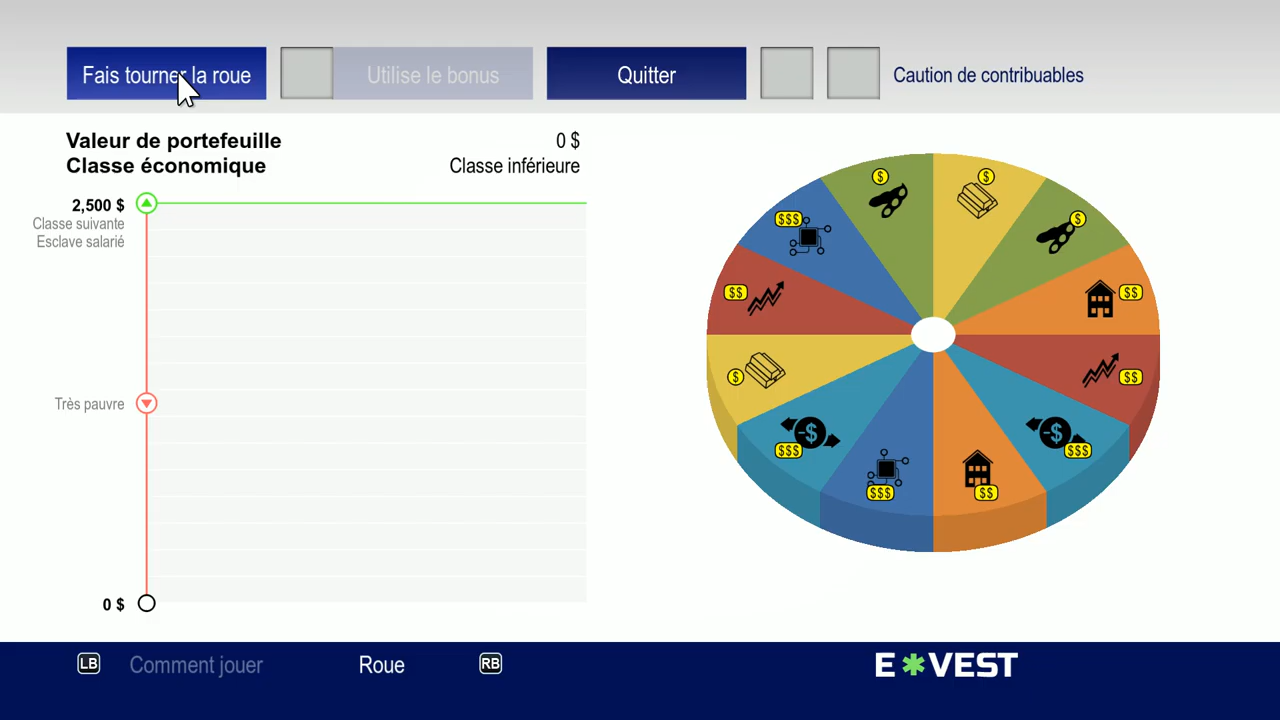 Fais tourner la roue
Utilise le bonus
Quitter
Caution de contribuables
Valeur de portefeuille 0 $
Classe économique Classe inférieure
2,500 $
Classe suivante
Esclave salarié
Très pauvre
0 $
$
$
$
$$$
$$
$$
$$
$
$$$
$$$
$$$
$$
-$
-$
LB
Comment jouer
Roue
RB
E*VEST